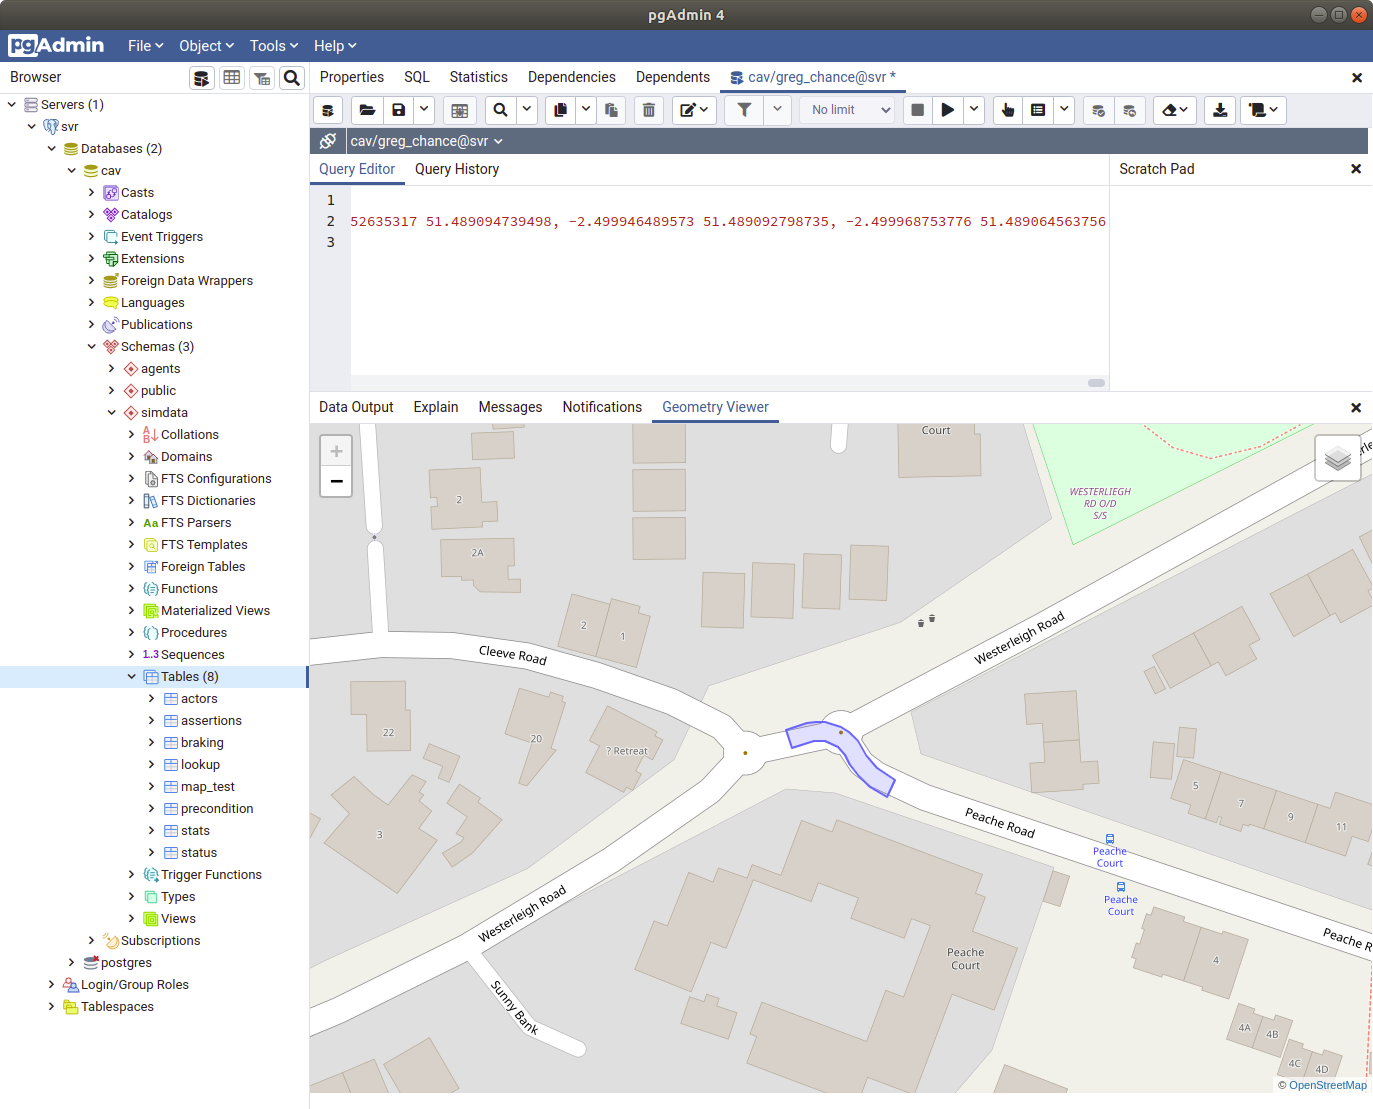 pgAdmin 4
pgAdmin File Object Tools Help
Browser
Properties SQL Statistics Dependencies Dependents cav/greg_chance@svr *
No limit
cav/greg_chance@svr
Query Editor Query History
Scratch Pad
1
2 52635317 51.489094739498, -2.499946489573 51.489092798735, -2.499968753776 51.489064563756
3
Servers (1)
svr
Databases (2)
cav
Casts
Catalogs
Event Triggers
Extensions
Foreign Data Wrappers
Languages
Publications
Schemas (3)
agents
public
simdata
Collations
Domains
FTS Configurations
FTS Dictionaries
Aa FTS Parsers
FTS Templates
Foreign Tables
Functions
Materialized Views
Procedures
1..3 Sequences
Tables (8)
actors
assertions
braking
lookup
map_test
precondition
stats
status
Trigger Functions
Types
Views
Subscriptions
postgres
Login/Group Roles
Tablespaces
Data Output Explain Messages Notifications Geometry Viewer
+
−
Court
WESTERLIEGH
RD O/D
S/S
2
2A
2
1
Cleeve Road
Westerleigh Road
22
20
? Retreat
3
5
7
9
11
Peache Road
Peache
Court
Peache
Court
Westerleigh Road
Peache
Court
Peache R
4
Sunny Bank
4A
4B
4C
4D
© OpenStreetMap